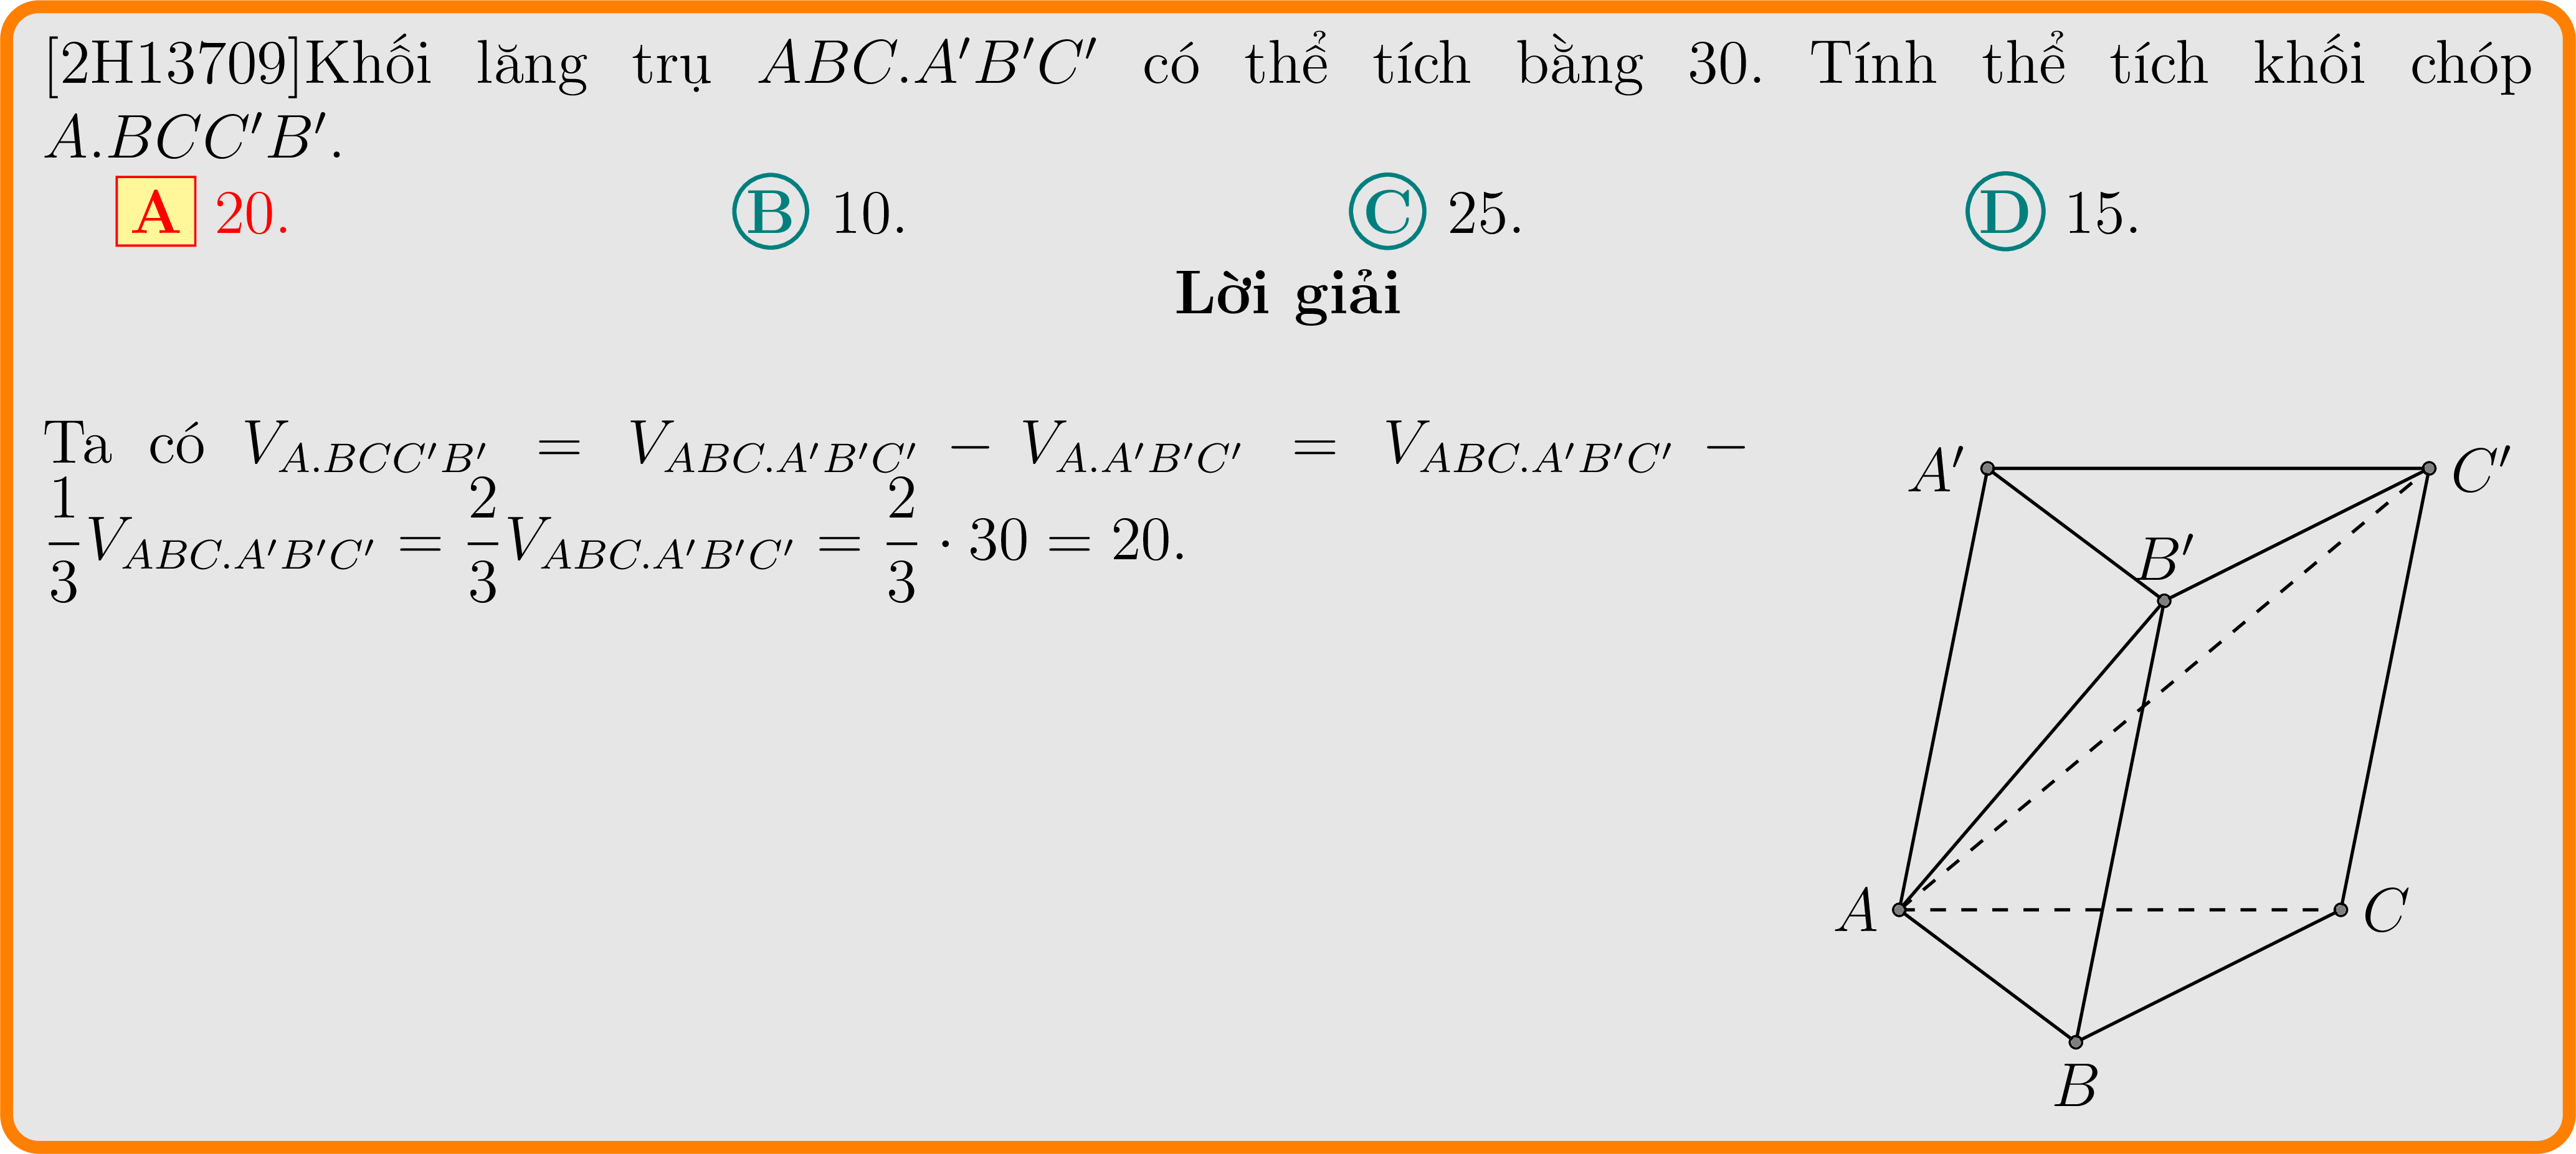 [2H13709]Khối lăng trụ ABC.A′B′C′ có thể tích bằng 30. Tính thể tích khối chóp
A.BCC′B′.
A 20. B 10. C 25. D 15.
Lời giải
Ta có V_{A.BCC′B′} = V_{ABC.A′B′C′} − V_{A.A′B′C′} = V_{ABC.A′B′C′} −
\frac{1}{3}V_{ABC.A′B′C′} = \frac{2}{3}V_{ABC.A′B′C′} = \frac{2}{3} · 30 = 20.
A′ C′
B′
A C
B